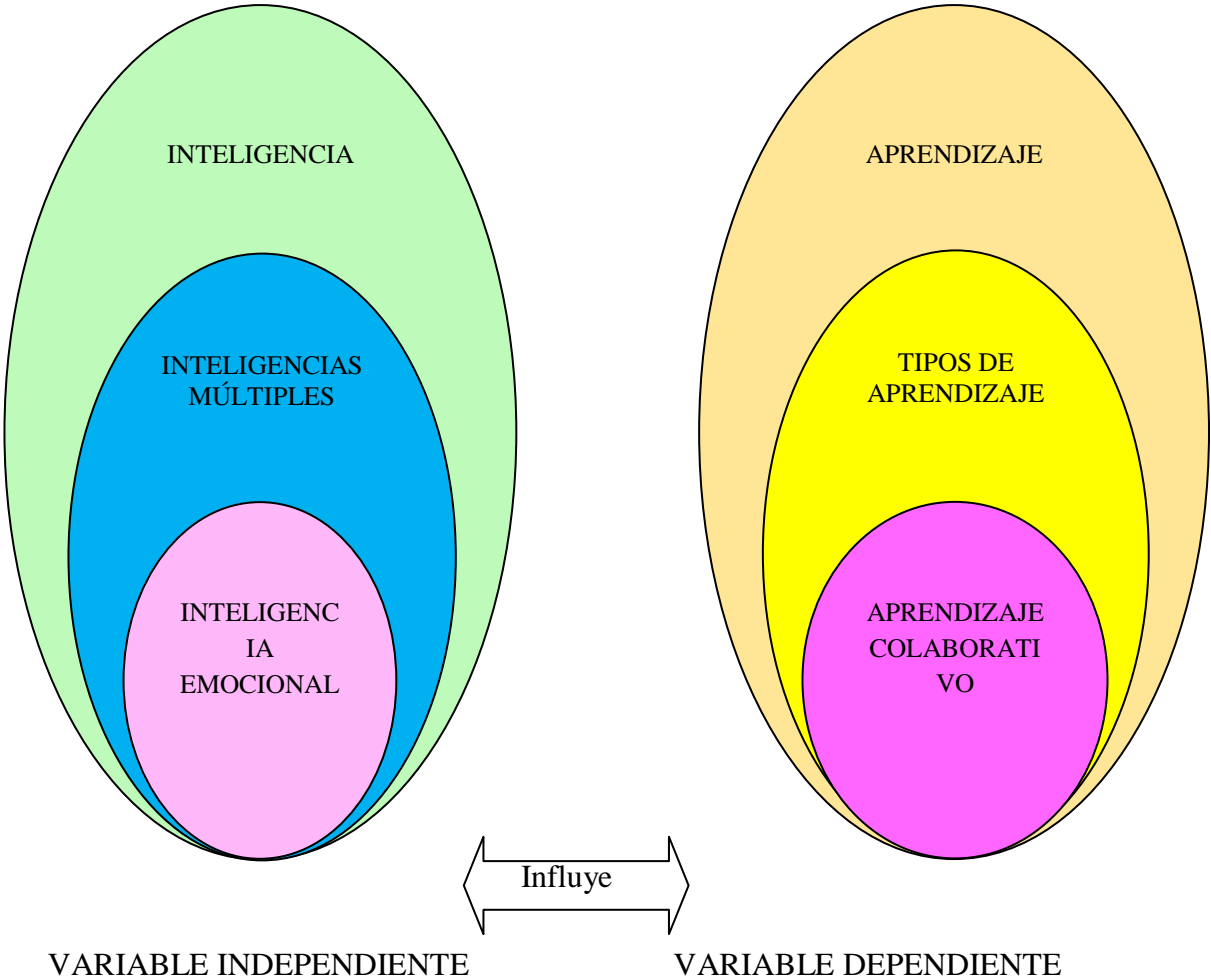 INTELIGENCIA
INTELIGENCIAS
MÚLTIPLES
INTELIGENC
IA
EMOCIONAL
APRENDIZAJE
TIPOS DE
APRENDIZAJE
APRENDIZAJE
COLABORATI
VO
Influye
VARIABLE INDEPENDIENTE
VARIABLE DEPENDIENTE